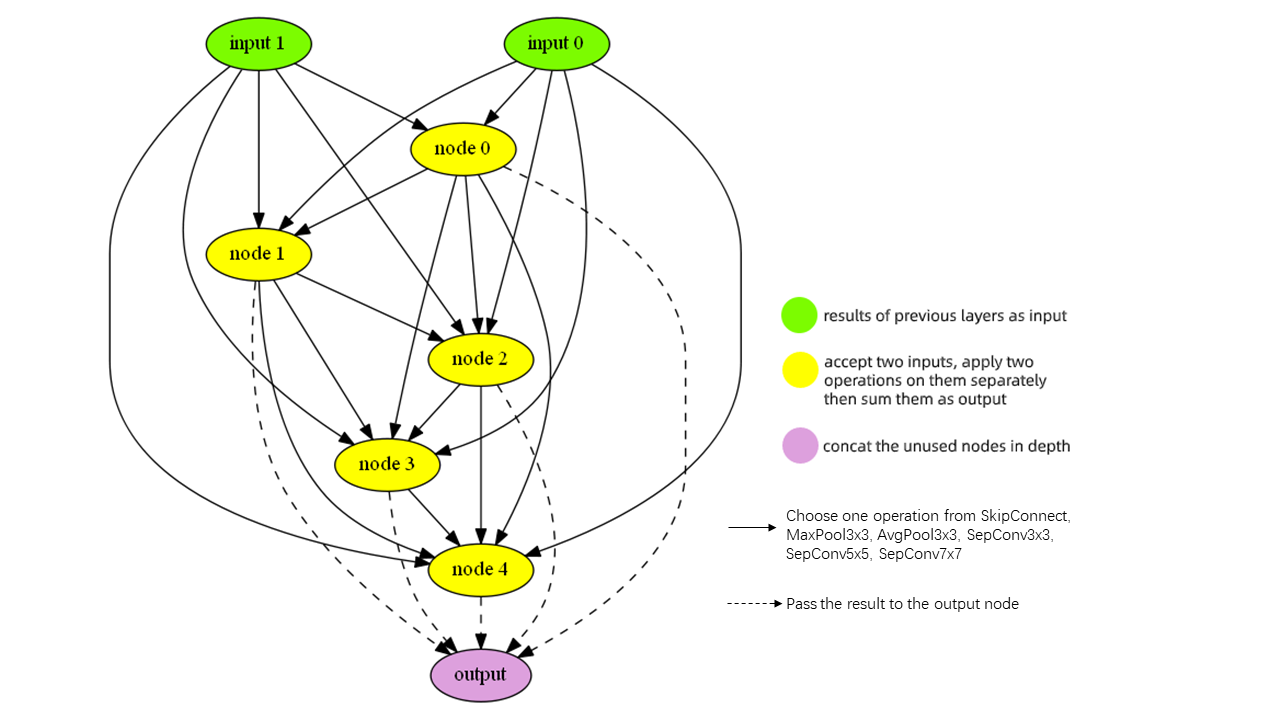 input 1
input 0
node 0
node 1
node 2
node 3
node 4
output
results of previous layers as input
accept two inputs, apply two
operations on them separately
then sum them as output
concat the unused nodes in depth
Choose one operation from SkipConnect,
MaxPool3x3, AvgPool3x3, SepConv3x3,
SepConv5x5, SepConv7x7
Pass the result to the output node